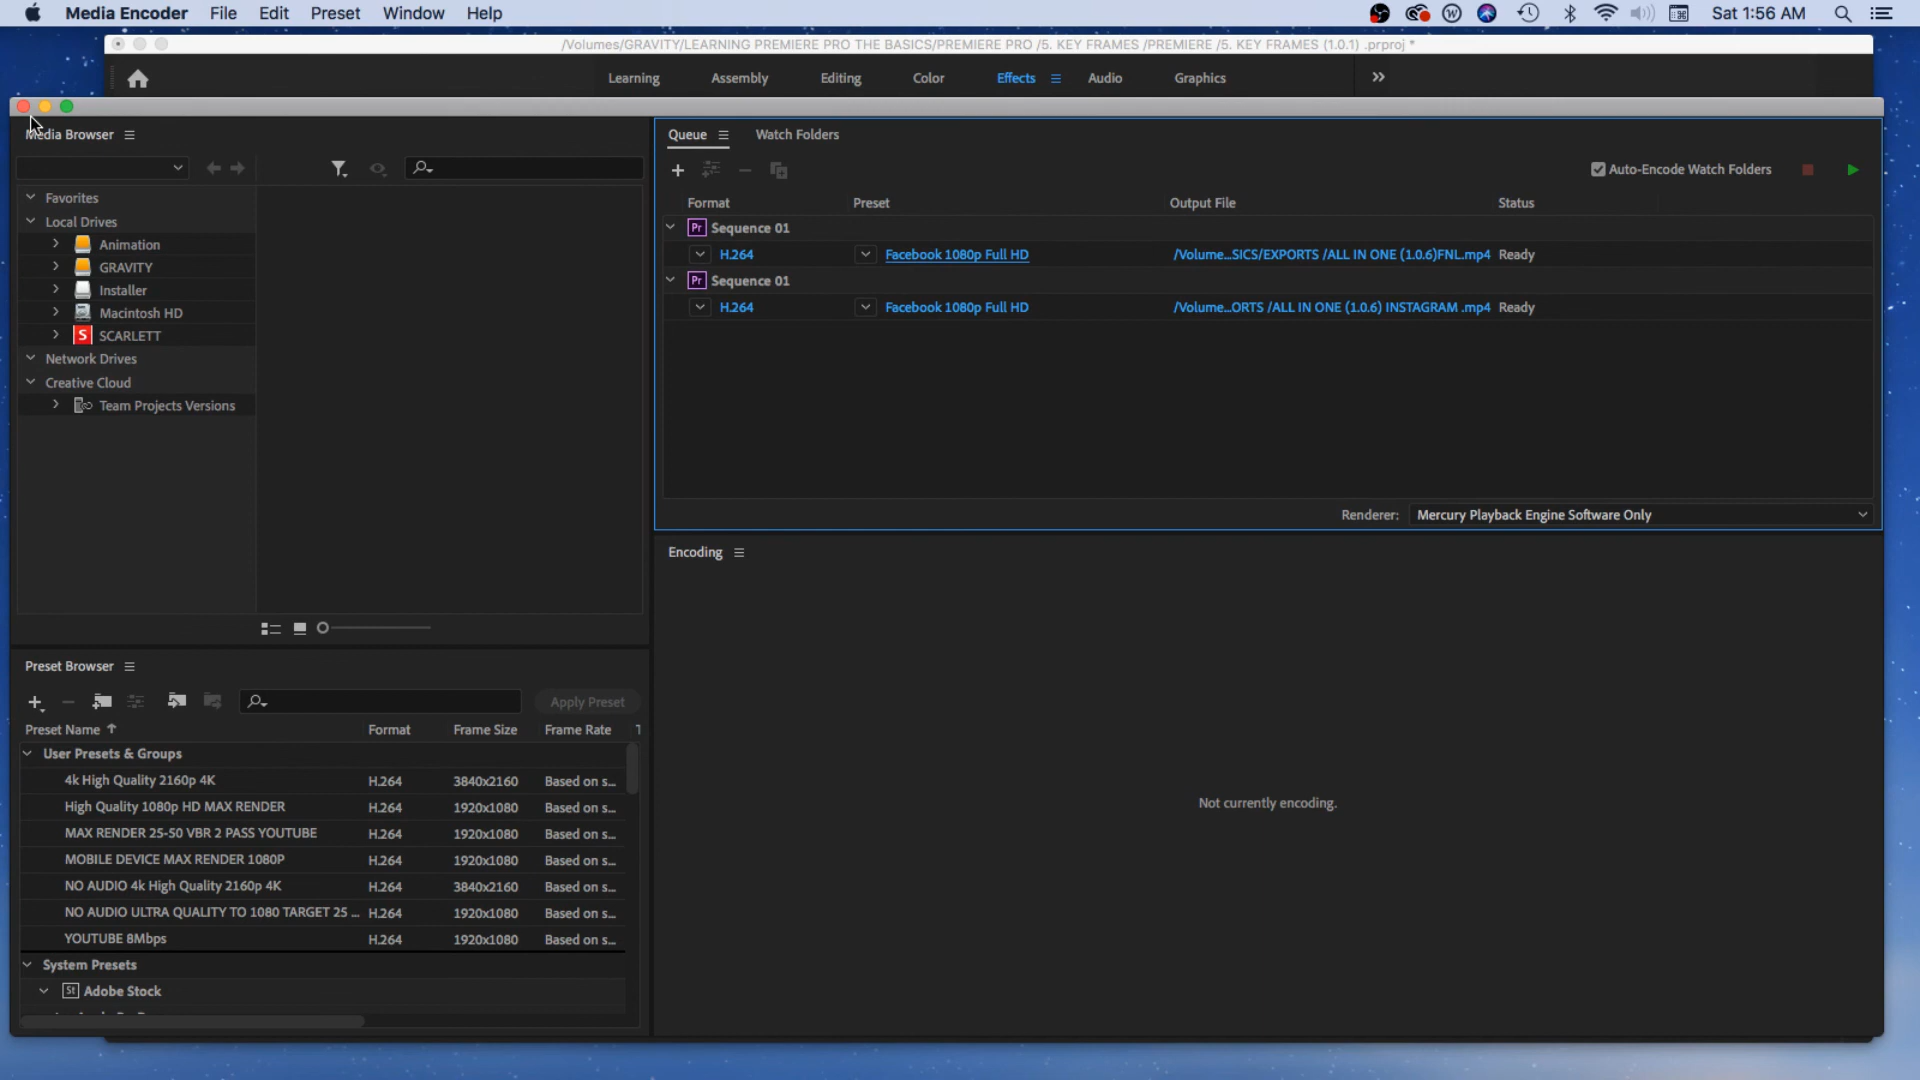 Media Encoder File Edit Preset Window Help
Sat 1:56 AM
/Volumes/GRAVITY/LEARNING PREMIERE PRO THE BASICS/PREMIERE PRO /5. KEY FRAMES /PREMIERE /5. KEY FRAMES (1.0.1) .prproj *
Learning Assembly Editing Color Effects Audio Graphics
Media Browser
Favorites
Local Drives
Animation
GRAVITY
Installer
Macintosh HD
S SCARLETT
Network Drives
Creative Cloud
Team Projects Versions
Queue Watch Folders
Auto-Encode Watch Folders
Format Preset Output File Status
Pr Sequence 01
H.264 Facebook 1080p Full HD /Volume...SICS/EXPORTS /ALL IN ONE (1.0.6)FNL.mp4 Ready
Pr Sequence 01
H.264 Facebook 1080p Full HD /Volume...ORTS /ALL IN ONE (1.0.6) INSTAGRAM .mp4 Ready
Renderer: Mercury Playback Engine Software Only
Encoding
Not currently encoding.
Preset Browser
Apply Preset
Preset Name Format Frame Size Frame Rate
User Presets & Groups
4k High Quality 2160p 4K H.264 3840x2160 Based on s...
High Quality 1080p HD MAX RENDER H.264 1920x1080 Based on s...
MAX RENDER 25-50 VBR 2 PASS YOUTUBE H.264 1920x1080 Based on s...
MOBILE DEVICE MAX RENDER 1080P H.264 1920x1080 Based on s...
NO AUDIO 4k High Quality 2160p 4K H.264 3840x2160 Based on s...
NO AUDIO ULTRA QUALITY TO 1080 TARGET 25 ... H.264 1920x1080 Based on s...
YOUTUBE 8Mbps H.264 1920x1080 Based on s...
System Presets
St Adobe Stock